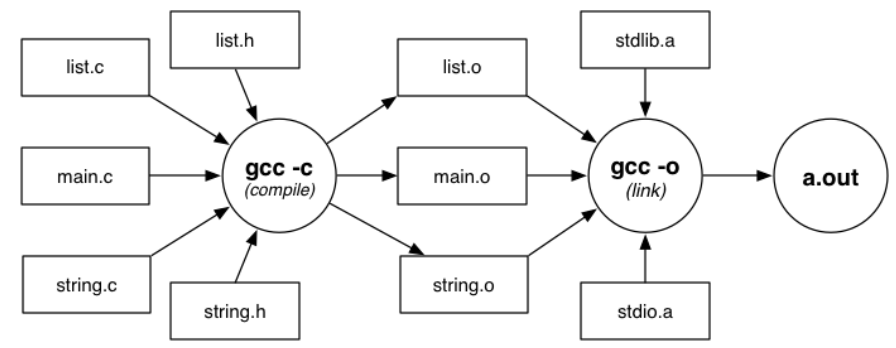 list.h
list.c
list.o
stdlib.a
main.c
gcc -c
(compile)
main.o
gcc -o
(link)
a.out
string.c
string.h
string.o
stdio.a